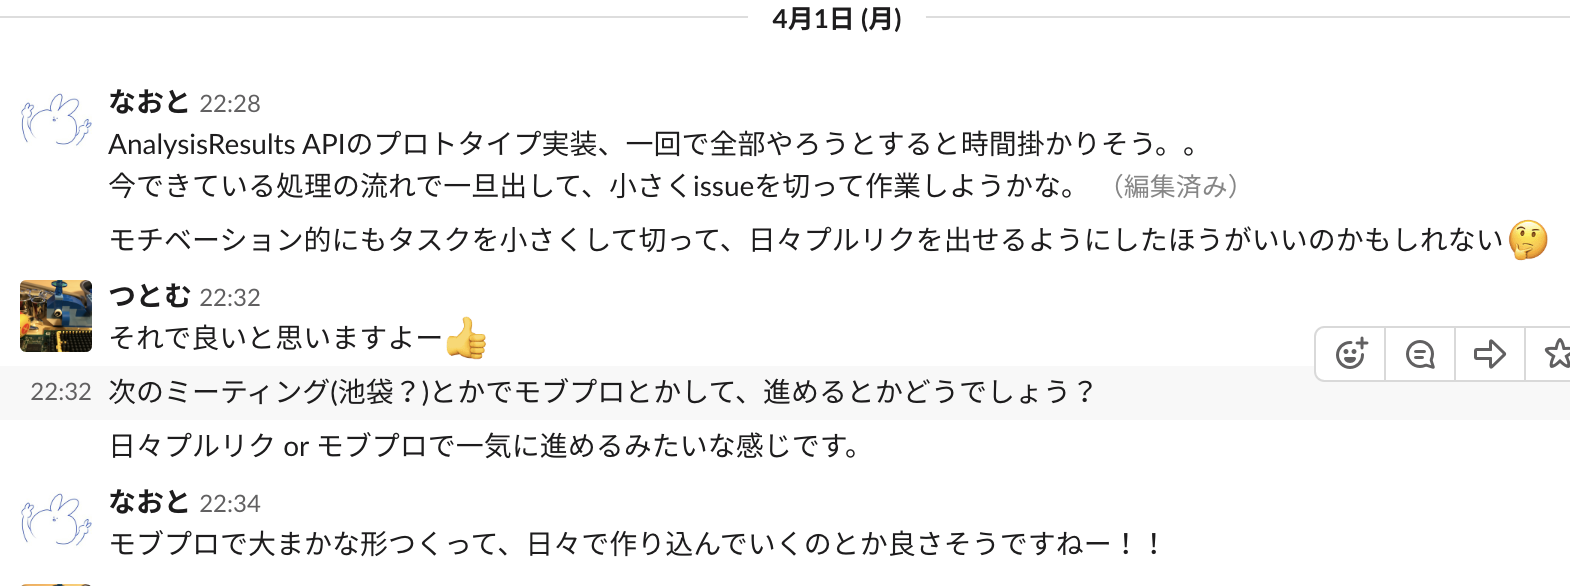 4月1日 (月)
なおと 22:28
AnalysisResults APIのプロトタイプ実装、一回で全部やろうとすると時間掛かりそう。。
今できている処理の流れで一旦出して、小さくissueを切って作業しようかな。 （編集済み）
モチベーション的にもタスクを小さくして切って、日々プルリクを出せるようにしたほうがいいのかもしれない🤔
つとむ 22:32
それで良いと思いますよー👍
22:32 次のミーティング(池袋？)とかでモブプロとかして、進めるとかどうでしょう？
日々プルリク or モブプロで一気に進めるみたいな感じです。
なおと 22:34
モブプロで大まかな形つくって、日々で作り込んでいくのとか良さそうですねー！！